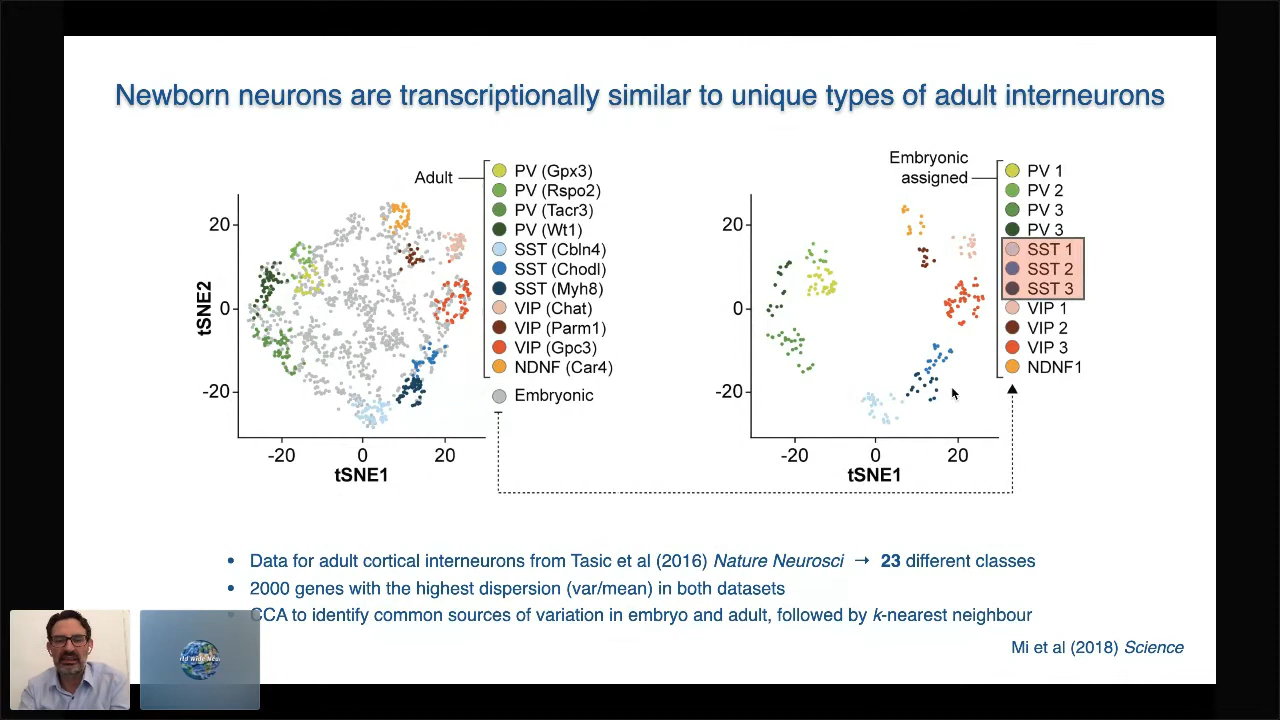 Newborn neurons are transcriptionally similar to unique types of adult interneurons
Adult
PV (Gpx3)
PV (Rspo2)
PV (Tacr3)
PV (Wt1)
SST (Cbln4)
SST (Chodl)
SST (Myh8)
VIP (Chat)
VIP (Parm1)
VIP (Gpc3)
NDNF (Car4)
Embryonic
tSNE2
20
0
-20
-20
0
20
tSNE1
Embryonic
assigned
PV 1
PV 2
PV 3
PV 3
SST 1
SST 2
SST 3
VIP 1
VIP 2
VIP 3
NDNF1
20
0
-20
-20
0
20
tSNE1
• Data for adult cortical interneurons from Tasic et al (2016) Nature Neurosci → 23 different classes
• 2000 genes with the highest dispersion (var/mean) in both datasets
• CCA to identify common sources of variation in embryo and adult, followed by k-nearest neighbour
Mi et al (2018) Science